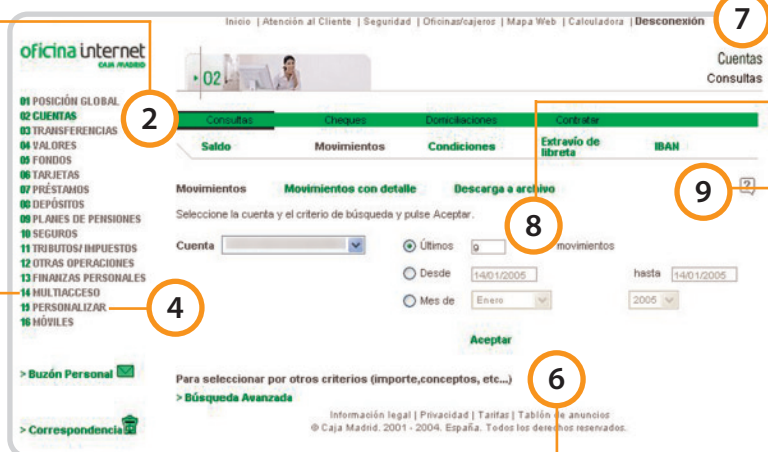 Inicio | Atención al Cliente | Seguridad | Oficinas/cajeros | Mapa Web | Calculadora | Desconexión
7
oficina internet
CAJA MADRID
02
Cuentas
Consultas
01 POSICIÓN GLOBAL
02 CUENTAS
03 TRANSFERENCIAS
04 VALORES
05 FONDOS
06 TARJETAS
07 PRÉSTAMOS
08 DEPÓSITOS
09 PLANES DE PENSIONES
10 SEGUROS
11 TRIBUTOS/IMPUESTOS
12 OTRAS OPERACIONES
13 FINANZAS PERSONALES
14 MULTIACCESO
15 PERSONALIZAR
16 MÓVILES
2
4
> Buzón Personal
> Correspondencia
Consultas Cheques Domiciliaciones Contratar
Saldo Movimientos Condiciones Extravío de libreta IBAN
Movimientos Movimientos con detalle Descarga a archivo
?
9
8
Seleccione la cuenta y el criterio de búsqueda y pulse Aceptar.
Cuenta Últimos 9 movimientos
Desde 14/01/2005 hasta 14/01/2005
Mes de Enero 2005
Aceptar
6
Para seleccionar por otros criterios (importe,conceptos, etc...)
> Búsqueda Avanzada
Información legal | Privacidad | Tarifas | Tablón de anuncios
© Caja Madrid. 2001 - 2004. España. Todos los derechos reservados.